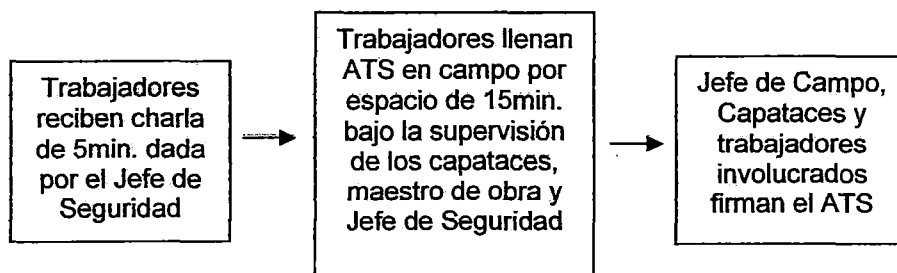 Trabajadores
reciben charla
de 5min. dada
por el Jefe de
Seguridad
Trabajadores llenan
ATS en campo por
espacio de 15min.
bajo la supervisión
de los capataces,
maestro de obra y
Jefe de Seguridad
Jefe de Campo,
Capataces y
trabajadores
involucrados
firman el ATS